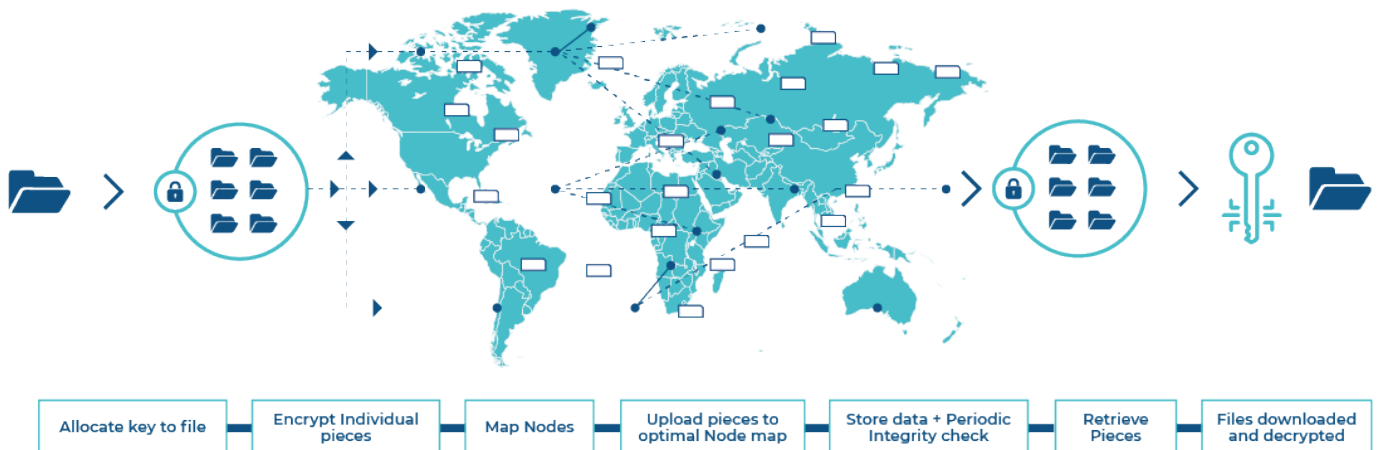 Allocate key to file
Encrypt Individual
pieces
Map Nodes
Upload pieces to
optimal Node map
Store data + Periodic
Integrity check
Retrieve
Pieces
Files downloaded
and decrypted